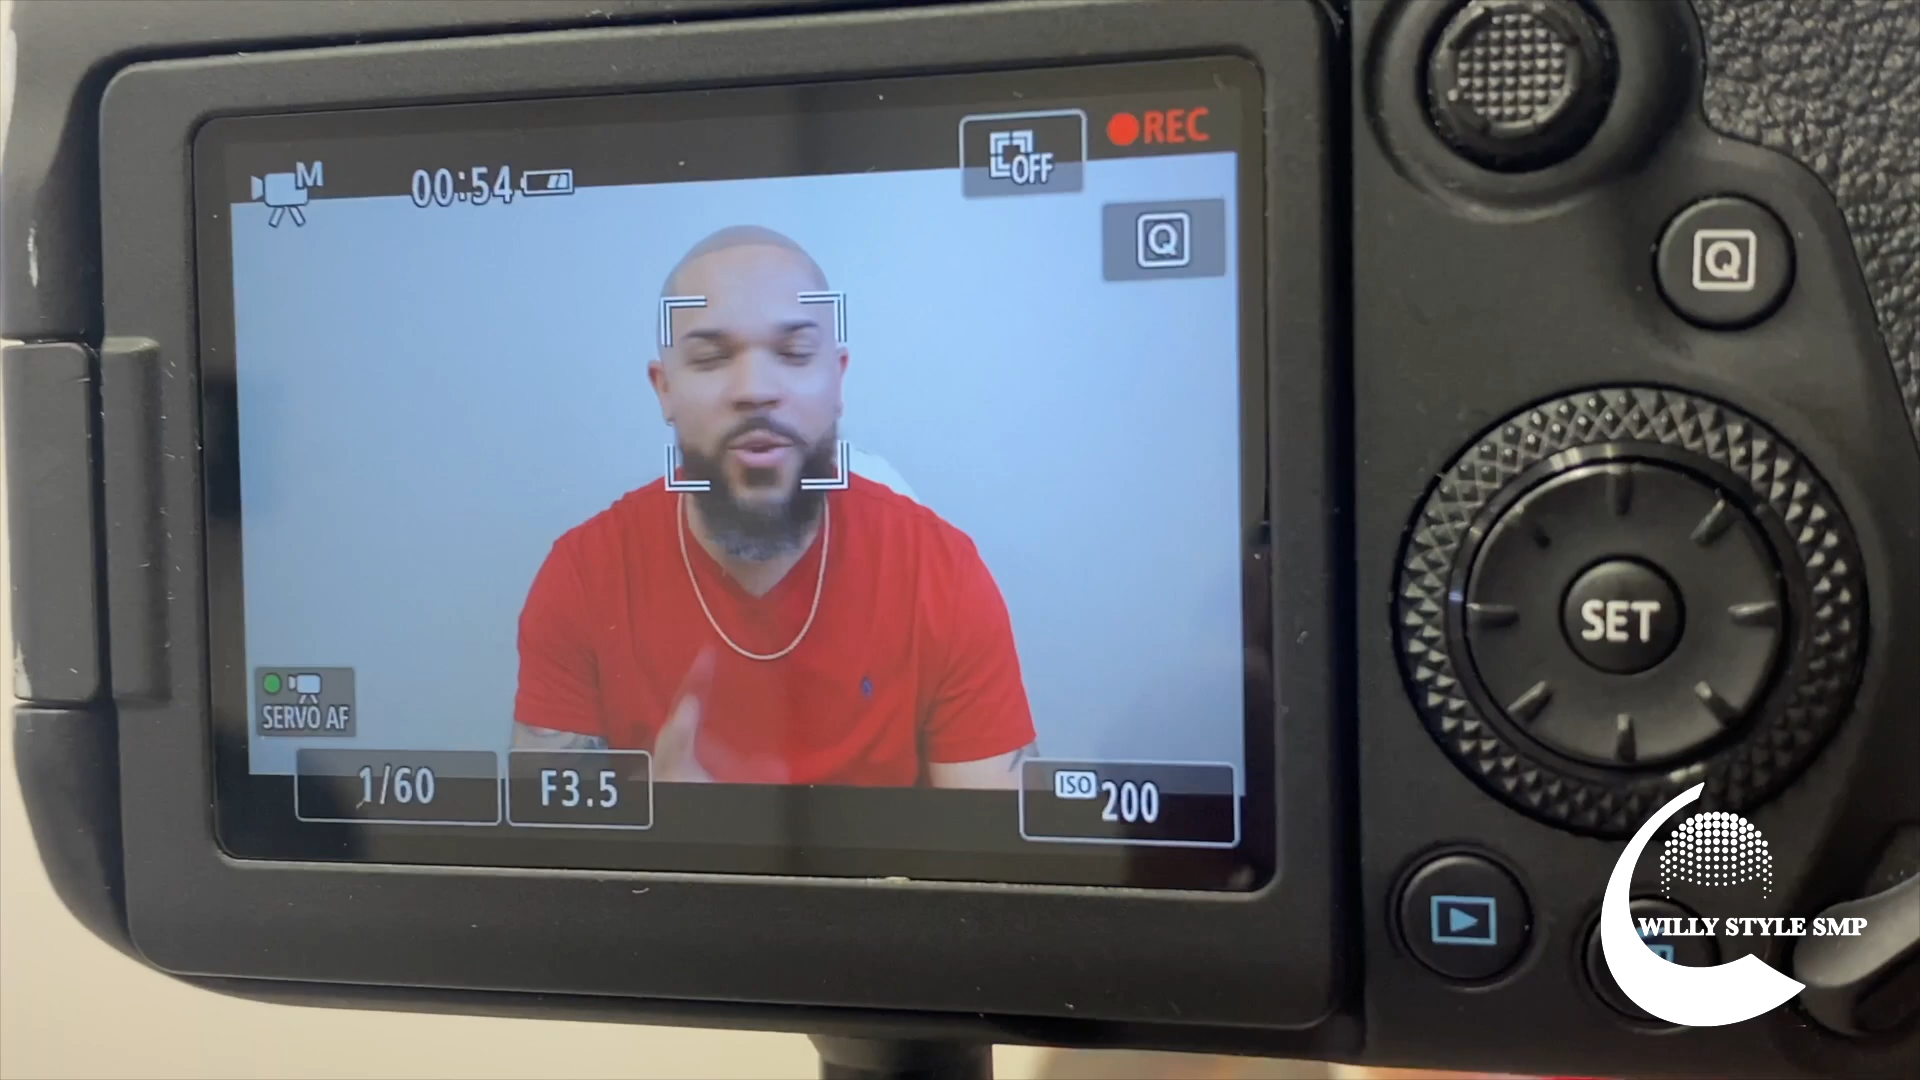 M
00:54
OFF
REC
Q
Q
SET
SERVO AF
1/60
F3.5
ISO 200
WILLY STYLE SMP